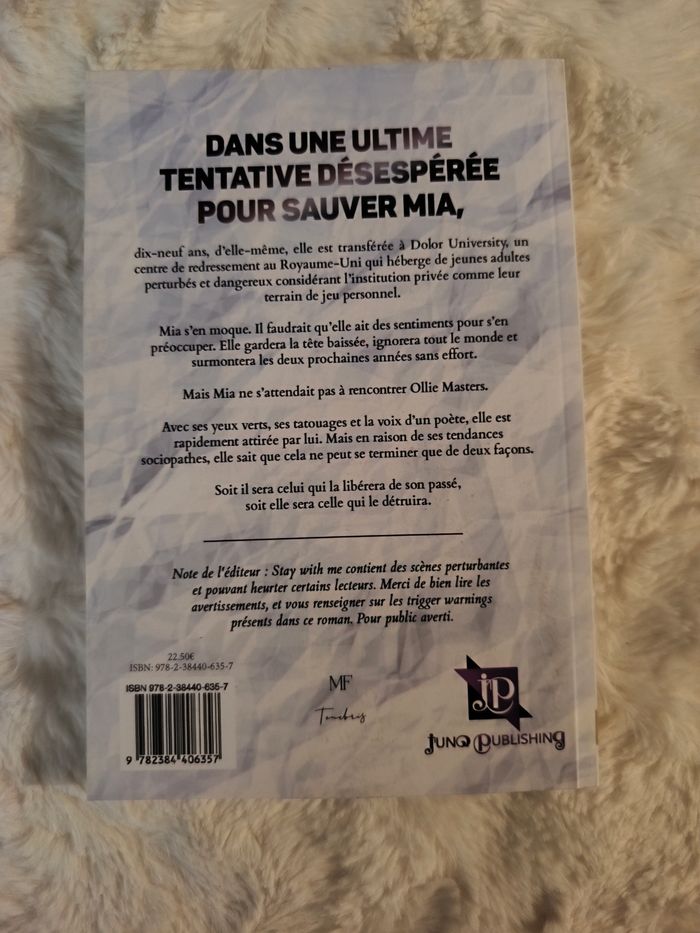 DANS UNE ULTIME
TENTATIVE DÉSESPÉRÉE
POUR SAUVER MIA,
dix-neuf ans, d'elle-même, elle est transférée à Dolor University, un
centre de redressement au Royaume-Uni qui héberge de jeunes adultes
perturbés et dangereux considérant l'institution privée comme leur
terrain de jeu personnel.
Mia s'en moque. Il faudrait qu'elle ait des sentiments pour s'en
préoccuper. Elle gardera la tête baissée, ignorera tout le monde et
surmontera les deux prochaines années sans effort.
Mais Mia ne s'attendait pas à rencontrer Ollie Masters.
Avec ses yeux verts, ses tatouages et la voix d'un poète, elle est
rapidement attirée par lui. Mais en raison de ses tendances
sociopathes, elle sait que cela ne peut se terminer que de deux façons.
Soit il sera celui qui la libérera de son passé,
soit elle sera celle qui le détruira.
Note de l'éditeur : Stay with me contient des scènes perturbantes
et pouvant heurter certains lecteurs. Merci de bien lire les
avertissements, et vous renseigner sur les trigger warnings
présents dans ce roman. Pour public averti.
22.50€
ISBN: 978-2-38440-635-7
ISBN 978-2-38440-635-7
9 782384 406357
MF
Tenebris
JP
JUNO PUBLISHING